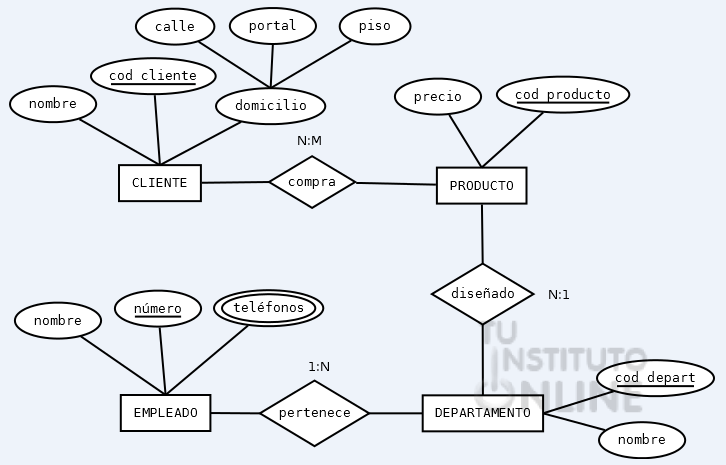 calle
portal
piso
cod cliente
nombre
domicilio
precio
cod producto
N:M
CLIENTE
compra
PRODUCTO
diseñado
N:1
nombre
número
teléfonos
TU
INSTITUTO
ONLINE
1:N
cod depart
EMPLEADO
pertenece
DEPARTAMENTO
nombre